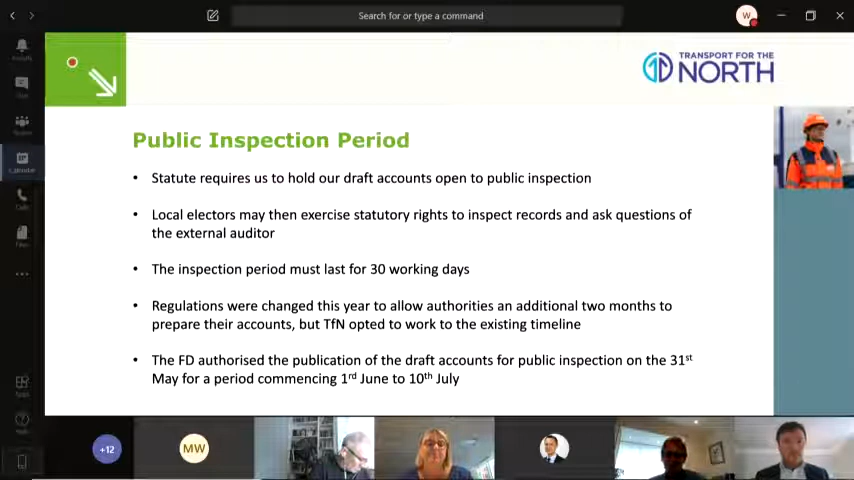 Search for or type a command
W
TRANSPORT FOR THE
NORTH
Public Inspection Period
• Statute requires us to hold our draft accounts open to public inspection
• Local electors may then exercise statutory rights to inspect records and ask questions of
the external auditor
• The inspection period must last for 30 working days
• Regulations were changed this year to allow authorities an additional two months to
prepare their accounts, but TfN opted to work to the existing timeline
• The FD authorised the publication of the draft accounts for public inspection on the 31st
May for a period commencing 1rd June to 10th July
+12
MW